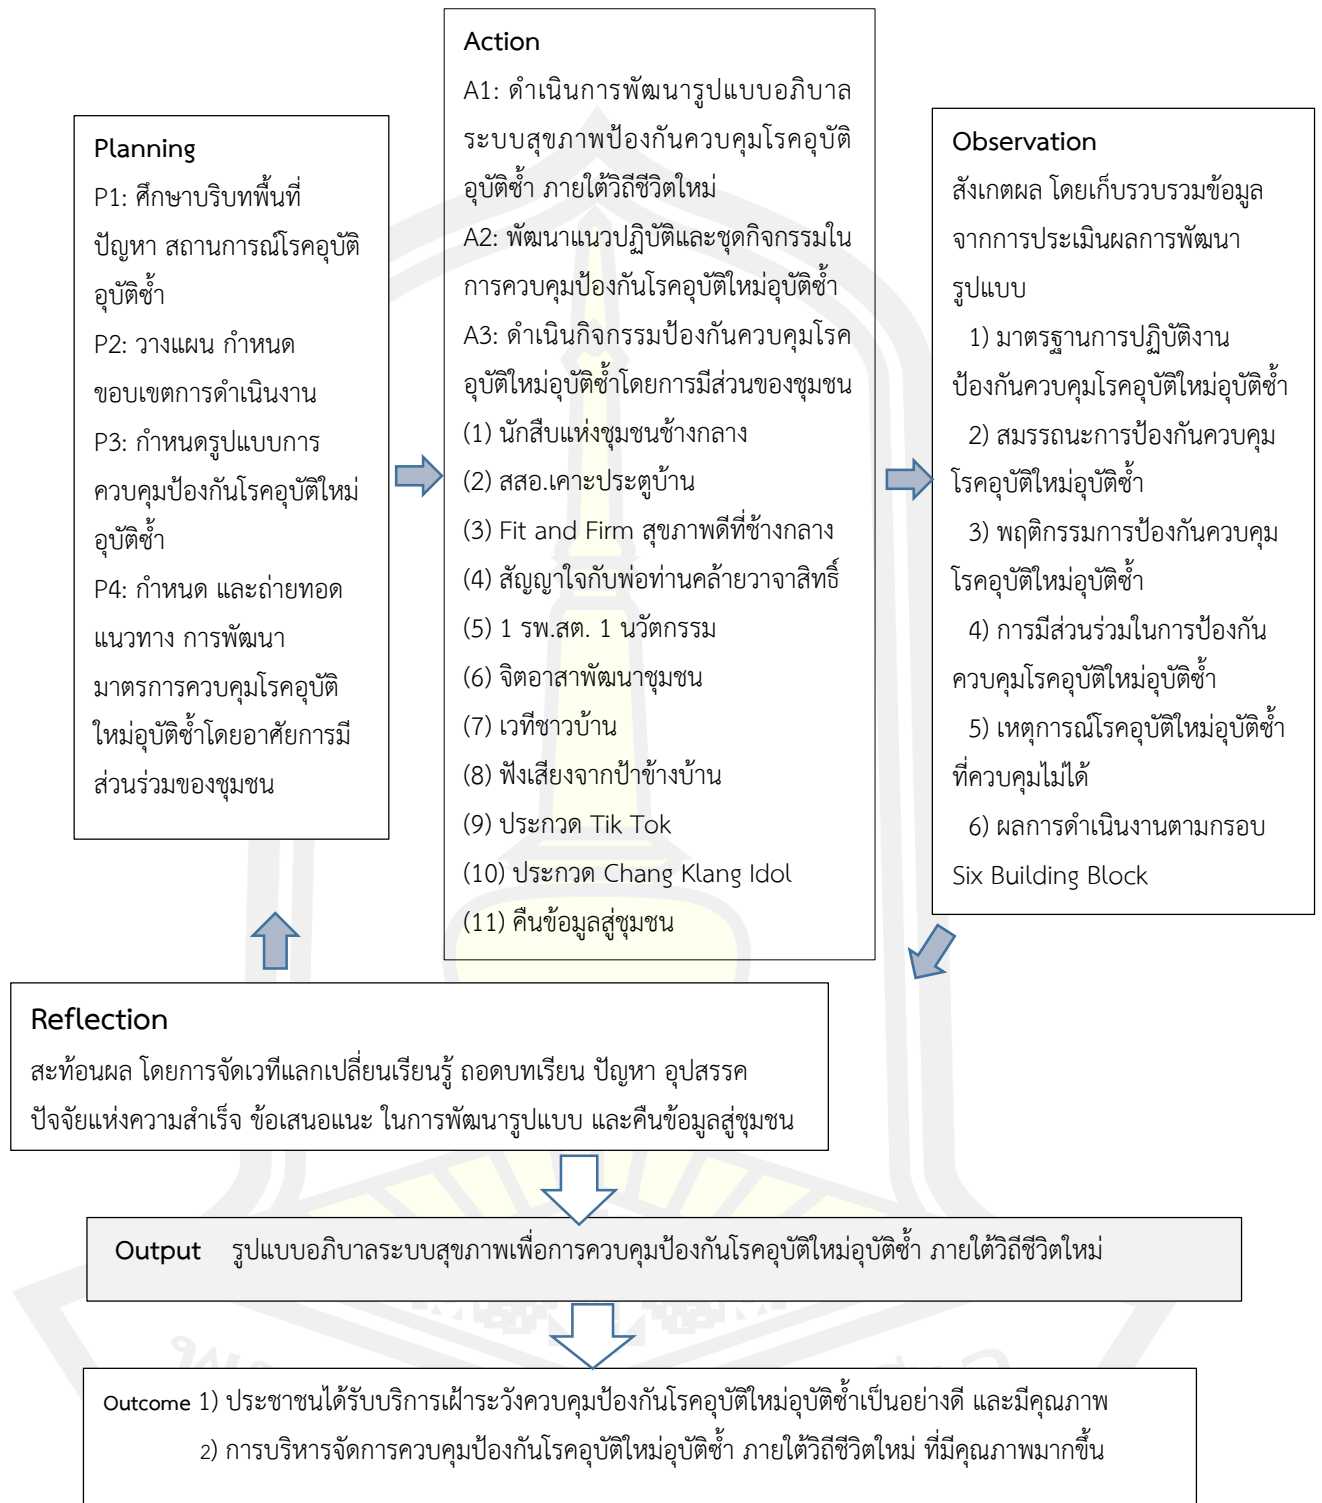 Planning
P1: ศึกษาบริบทพื้นที่
ปัญหา สถานการณ์โรคอุบัติ
อุบัติซ้ำ
P2: วางแผน กำหนด
ขอบเขตการดำเนินงาน
P3: กำหนดรูปแบบการ
ควบคุมป้องกันโรคอุบัติใหม่
อุบัติซ้ำ
P4: กำหนด และถ่ายทอด
แนวทาง การพัฒนา
มาตรการควบคุมโรคอุบัติ
ใหม่อุบัติซ้ำโดยอาศัยการมี
ส่วนร่วมของชุมชน
Action
A1: ดำเนินการพัฒนารูปแบบอภิบาล
ระบบสุขภาพป้องกันควบคุมโรคอุบัติ
อุบัติซ้ำ ภายใต้วิถีชีวิตใหม่
A2: พัฒนาแนวปฏิบัติและชุดกิจกรรมใน
การควบคุมป้องกันโรคอุบัติใหม่อุบัติซ้ำ
A3: ดำเนินกิจกรรมป้องกันควบคุมโรค
อุบัติใหม่อุบัติซ้ำโดยการมีส่วนของชุมชน
(1) นักสืบแห่งชุมชนช้างกลาง
(2) สสอ.เคาะประตูบ้าน
(3) Fit and Firm สุขภาพดีที่ช้างกลาง
(4) สัญญาใจกับพ่อท่านคล้ายวาจาสิทธิ์
(5) 1 รพ.สต. 1 นวัตกรรม
(6) จิตอาสาพัฒนาชุมชน
(7) เวทีชาวบ้าน
(8) ฟังเสียงจากป้าข้างบ้าน
(9) ประกวด Tik Tok
(10) ประกวด Chang Klang Idol
(11) คืนข้อมูลสู่ชุมชน
Observation
สังเกตผล โดยเก็บรวบรวมข้อมูล
จากการประเมินผลการพัฒนา
รูปแบบ
1) มาตรฐานการปฏิบัติงาน
ป้องกันควบคุมโรคอุบัติใหม่อุบัติซ้ำ
2) สมรรถนะการป้องกันควบคุม
โรคอุบัติใหม่อุบัติซ้ำ
3) พฤติกรรมการป้องกันควบคุม
โรคอุบัติใหม่อุบัติซ้ำ
4) การมีส่วนร่วมในการป้องกัน
ควบคุมโรคอุบัติใหม่อุบัติซ้ำ
5) เหตุการณ์โรคอุบัติใหม่อุบัติซ้ำ
ที่ควบคุมไม่ได้
6) ผลการดำเนินงานตามกรอบ
Six Building Block
Reflection
สะท้อนผล โดยการจัดเวทีแลกเปลี่ยนเรียนรู้ ถอดบทเรียน ปัญหา อุปสรรค
ปัจจัยแห่งความสำเร็จ ข้อเสนอแนะ ในการพัฒนารูปแบบ และคืนข้อมูลสู่ชุมชน
Output รูปแบบอภิบาลระบบสุขภาพเพื่อการควบคุมป้องกันโรคอุบัติใหม่อุบัติซ้ำ ภายใต้วิถีชีวิตใหม่
Outcome 1) ประชาชนได้รับบริการเฝ้าระวังควบคุมป้องกันโรคอุบัติใหม่อุบัติซ้ำเป็นอย่างดี และมีคุณภาพ
2) การบริหารจัดการควบคุมป้องกันโรคอุบัติใหม่อุบัติซ้ำ ภายใต้วิถีชีวิตใหม่ ที่มีคุณภาพมากขึ้น